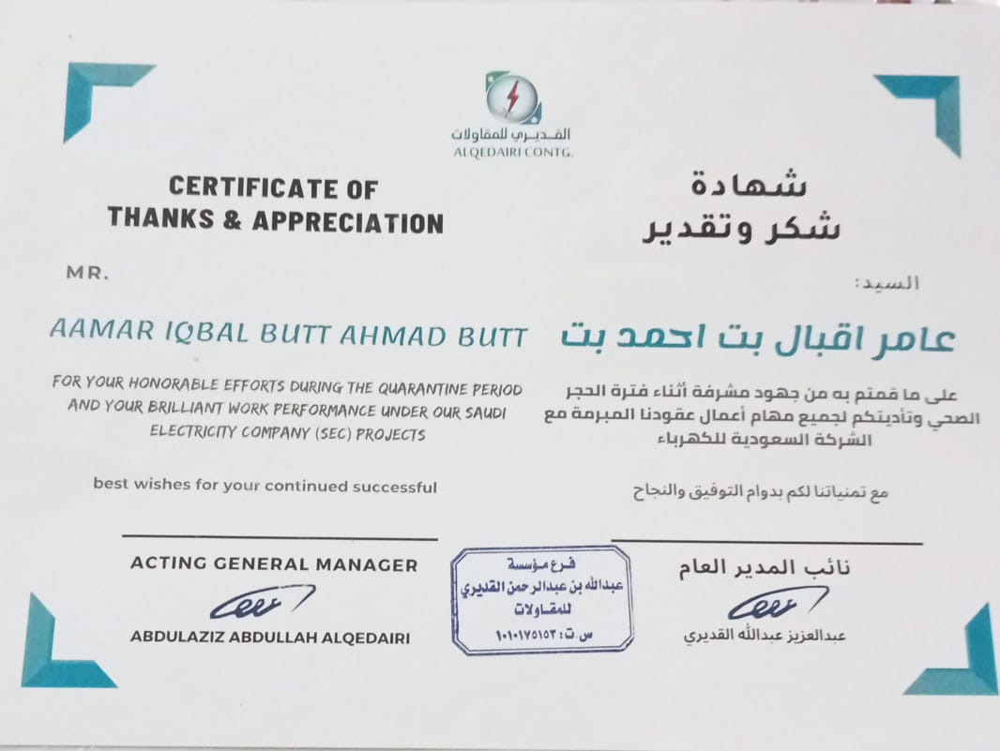 القديري للمقاولات
ALQEDAIRI CONTG.
CERTIFICATE OF
THANKS & APPRECIATION
MR.
AAMAR IQBAL BUTT AHMAD BUTT
FOR YOUR HONORABLE EFFORTS DURING THE QUARANTINE PERIOD
AND YOUR BRILLIANT WORK PERFORMANCE UNDER OUR SAUDI
ELECTRICITY COMPANY (SEC) PROJECTS
best wishes for your continued successful
ACTING GENERAL MANAGER
ABDULAZIZ ABDULLAH ALQEDAIRI
شهادة
شكر وتقدير
السيد:
عامر اقبال بت احمد بت
على ما قمتم به من جهود مشرفة أثناء فترة الحجر
الصحي وتأديتكم لجميع مهام أعمال عقودنا المبرمة مع
الشركة السعودية للكهرباء
مع تمنياتنا لكم بدوام التوفيق والنجاح
نائب المدير العام
عبدالعزيز عبدالله القديري
فرع مؤسسة
عبدالله بن عبدالرحمن القديري
للمقاولات
س.ت: ١٠١٠١٧٥١٥٣